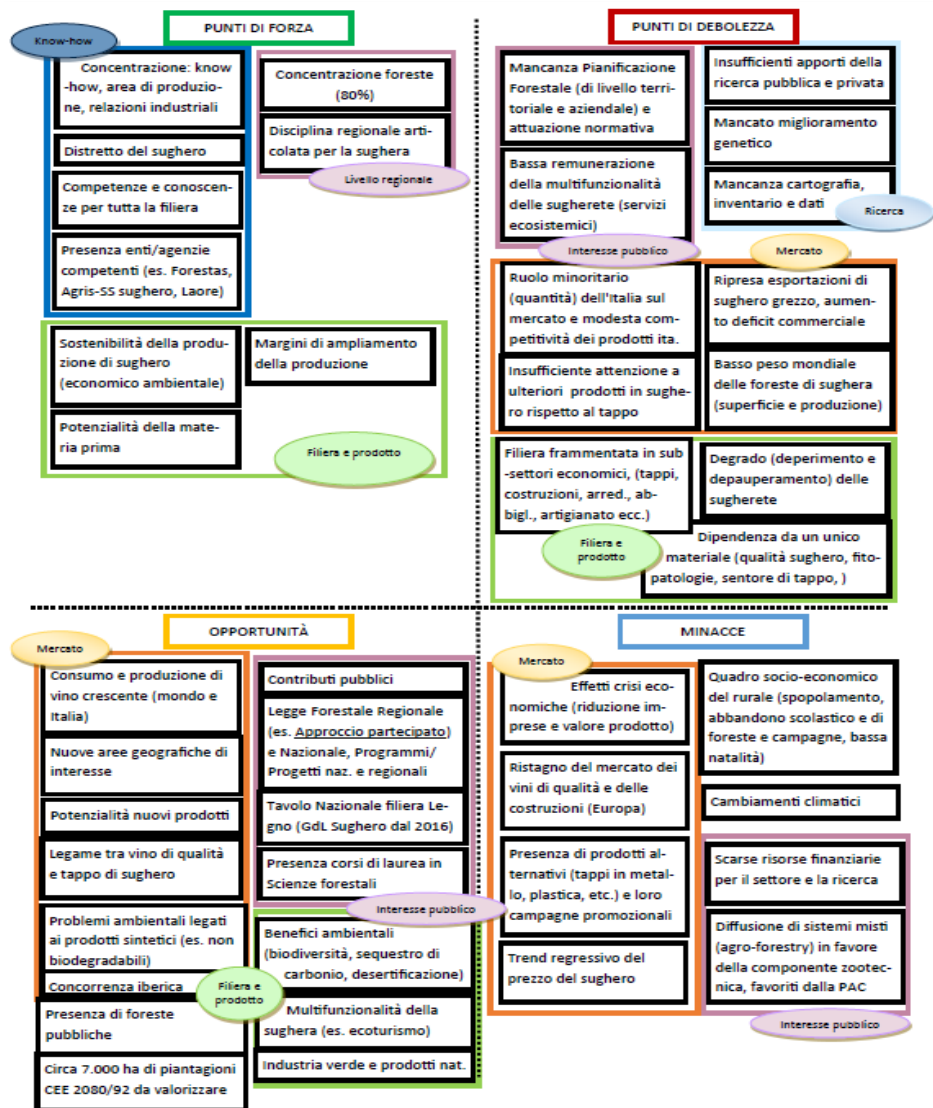 PUNTI DI FORZA
Know-how
Concentrazione: know
-how, area di produzio-
ne, relazioni industriali
Distretto del sughero
Competenze e conoscen-
ze per tutta la filiera
Presenza enti/agenzie
competenti (es. Forestas,
Agris-SS sughero, Laore)
Concentrazione foreste
(80%)
Disciplina regionale arti-
colata per la sughera
Livello regionale
Sostenibilità della produ-
zione di sughero
(economico ambientale)
Potenzialità della mate-
ria prima
Margini di ampliamento
della produzione
Filiera e prodotto
PUNTI DI DEBOLEZZA
Mancanza Pianificazione
Forestale (di livello terri-
toriale e aziendale) e
attuazione normativa
Bassa remunerazione
della multifunzionalità
delle sugherete (servizi
ecosistemici)
Interesse pubblico
Insufficienti apporti della
ricerca pubblica e privata
Mancato miglioramento
genetico
Mancanza cartografia,
inventario e dati
Ricerca
Mercato
Ruolo minoritario
(quantità) dell'Italia sul
mercato e modesta com-
petitività dei prodotti ita.
Insufficiente attenzione a
ulteriori prodotti in sughe-
ro rispetto al tappo
Ripresa esportazioni di
sughero grezzo, aumen-
to deficit commerciale
Basso peso mondiale
delle foreste di sughera
(superficie e produzione)
Filiera frammentata in sub
-settori economici, (tappi,
costruzioni, arred., ab-
bigl., artigianato ecc.)
Filiera e
prodotto
Degrado (deperimento e
depauperamento) delle
sugherete
Dipendenza da un unico
materiale (qualità sughero, fito-
patologie, sentore di tappo, )
OPPORTUNITÀ
Mercato
Consumo e produzione di
vino crescente (mondo e
Italia)
Nuove aree geografiche di
interesse
Potenzialità nuovi prodotti
Legame tra vino di qualità
e tappo di sughero
Problemi ambientali legati
ai prodotti sintetici (es. non
biodegradabili)
Concorrenza iberica
Presenza di foreste
pubbliche
Circa 7.000 ha di piantagioni
CEE 2080/92 da valorizzare
Contributi pubblici
Legge Forestale Regionale
(es. Approccio partecipato)
e Nazionale, Programmi/
Progetti naz. e regionali
Tavolo Nazionale filiera Le-
gno (GdL Sughero dal 2016)
Presenza corsi di laurea in
Scienze forestali
Interesse pubblico
Benefici ambientali
(biodiversità, sequestro di
carbonio, desertificazione)
Filiera e
prodotto
Multifunzionalità della
sughera (es. ecoturismo)
Industria verde e prodotti nat.
MINACCE
Mercato
Effetti crisi eco-
nomiche (riduzione im-
prese e valore prodotto)
Ristagno del mercato dei
vini di qualità e delle
costruzioni (Europa)
Presenza di prodotti al-
ternativi (tappi in metal-
lo, plastica, etc.) e loro
campagne promozionali
Trend regressivo del
prezzo del sughero
Quadro socio-economico
del rurale (spopolamento,
abbandono scolastico e di
foreste e campagne, bassa
natalità)
Cambiamenti climatici
Scarse risorse finanziarie
per il settore e la ricerca
Diffusione di sistemi misti
(agro-forestry) in favore
della componente zootec-
nica, favoriti dalla PAC
Interesse pubblico